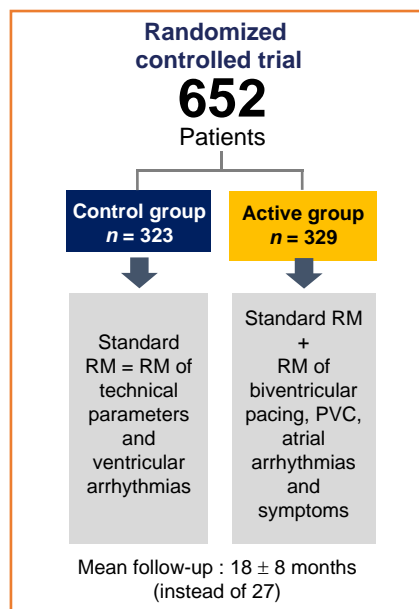 Randomized
controlled trial
652
Patients
Control group
n = 323
Active group
n = 329
Standard
RM = RM of
technical
parameters
and
ventricular
arrhythmias
Standard RM
+
RM of
biventricular
pacing, PVC,
atrial
arrhythmias
and
symptoms
Mean follow-up : 18 ± 8 months
(instead of 27)